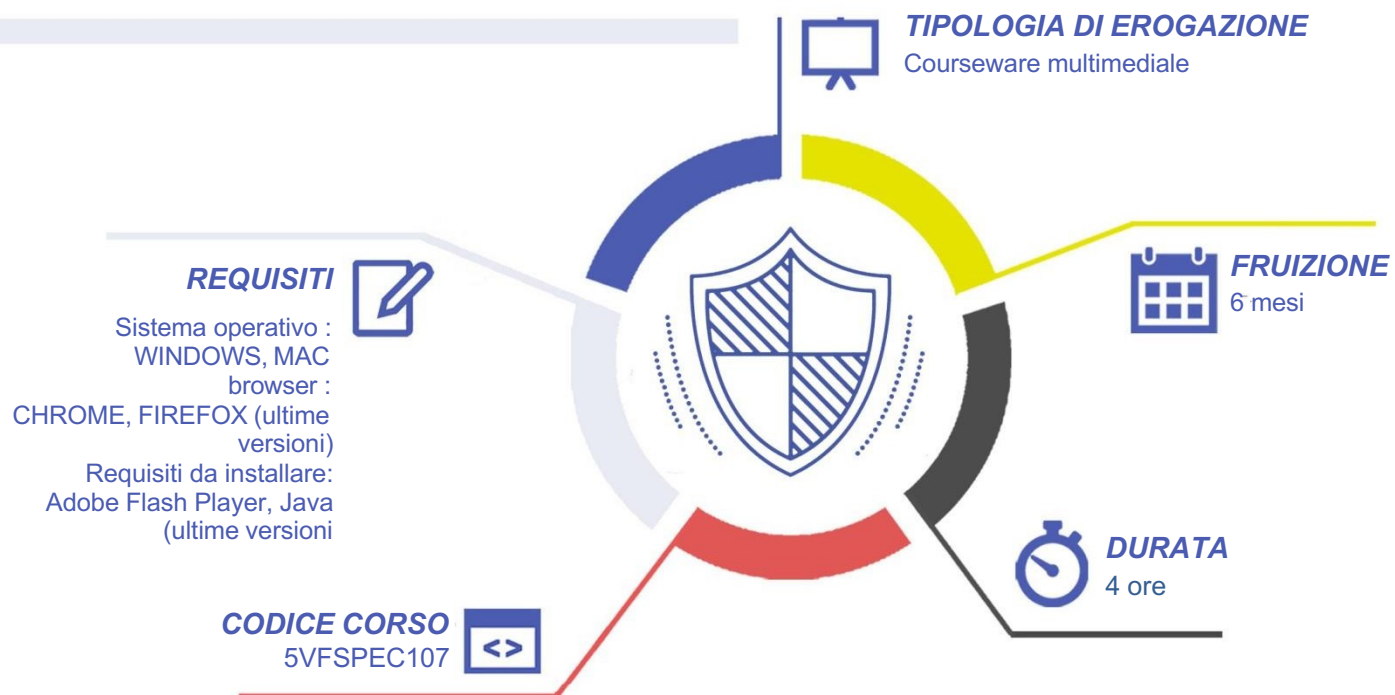 TIPOLOGIA DI EROGAZIONE
Courseware multimediale
REQUISITI
Sistema operativo :
WINDOWS, MAC
browser :
CHROME, FIREFOX (ultime
versioni)
Requisiti da installare:
Adobe Flash Player, Java
(ultime versioni
FRUIZIONE
6 mesi
DURATA
4 ore
CODICE CORSO
5VFSPEC107
<>